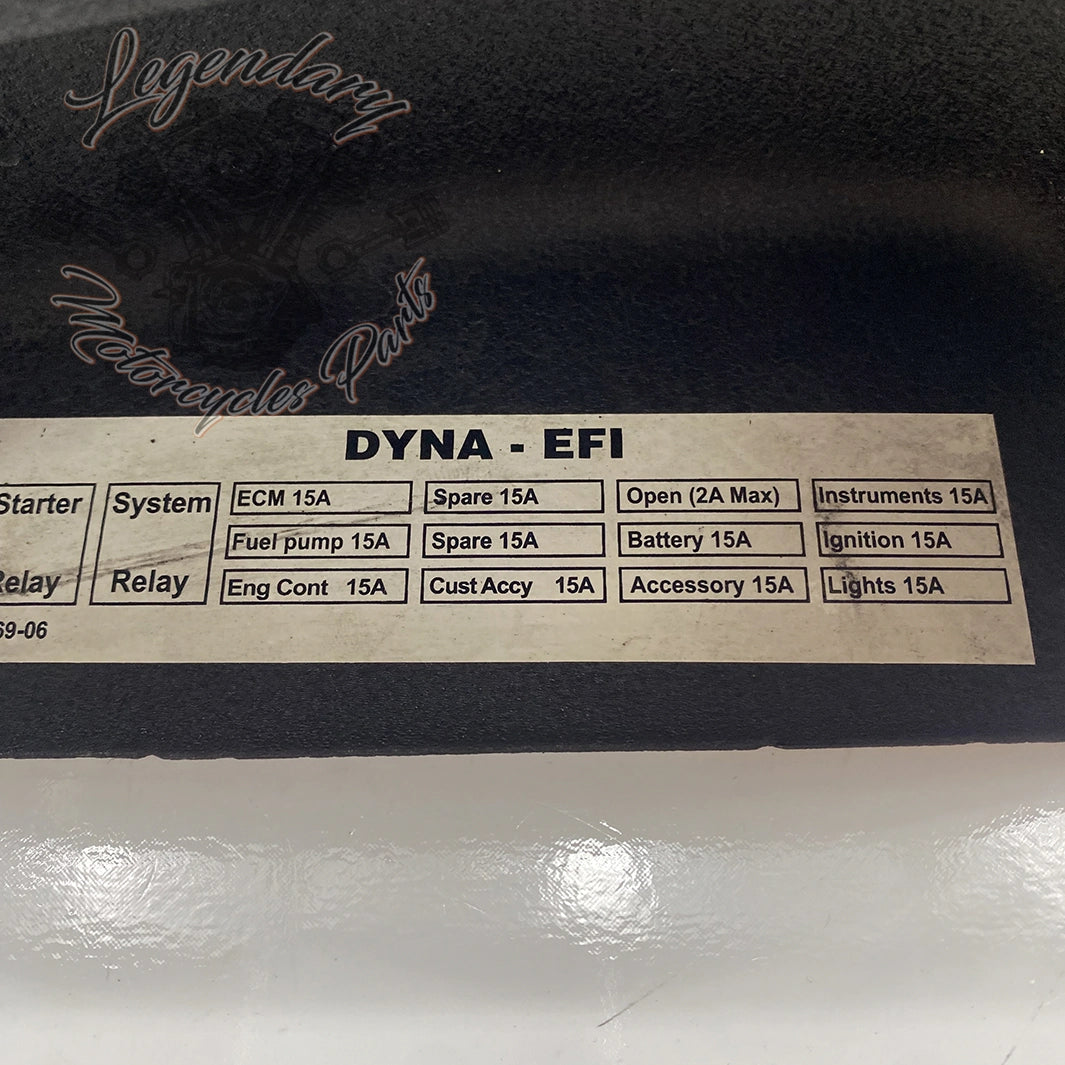 Legendary
Motorcycles Parts
DYNA - EFI
Starter System ECM 15A Spare 15A Open (2A Max) Instruments 15A
Fuel pump 15A Spare 15A Battery 15A Ignition 15A
Relay Relay Eng Cont 15A Cust Accy 15A Accessory 15A Lights 15A
69-06